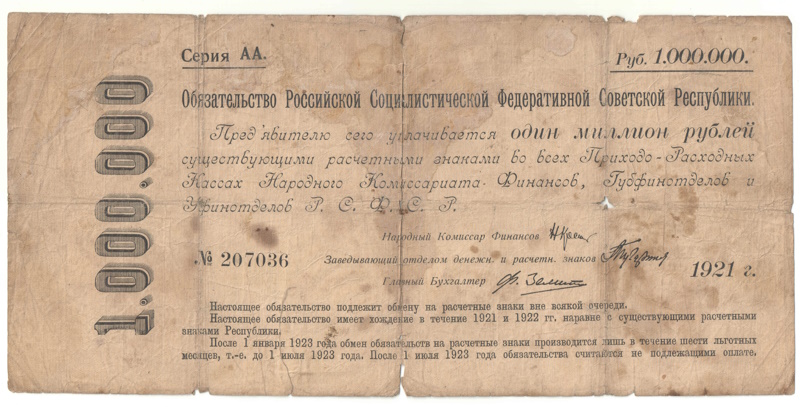 Серия АА.
Руб. 1.000.000.
1.000.000
Обязательство Российской Социалистической Федеративной Советской Республики.
Пред'явителю сего уплачивается один миллион рублей
существующими расчетными знаками во всех Приходо-Расходных
Кассах Народного Комиссариата Финансов, Губфинотделов и
Уфинотделов Р. С. Ф. С. Р.
Народный Комиссар Финансов
№ 207036
Заведывающий отделом денежн. и расчетн. знаков
1921 г.
Главный Бухгалтер
Настоящее обязательство подлежит обмену на расчетные знаки вне всякой очереди.
Настоящее обязательство имеет хождение в течение 1921 и 1922 гг. наравне с существующими расчетными
знаками Республики.
После 1 января 1923 года обмен обязательств на расчетные знаки производится лишь в течение шести льготных
месяцев, т.-е. до 1 июля 1923 года. После 1 июля 1923 года обязательства считаются не подлежащими оплате.